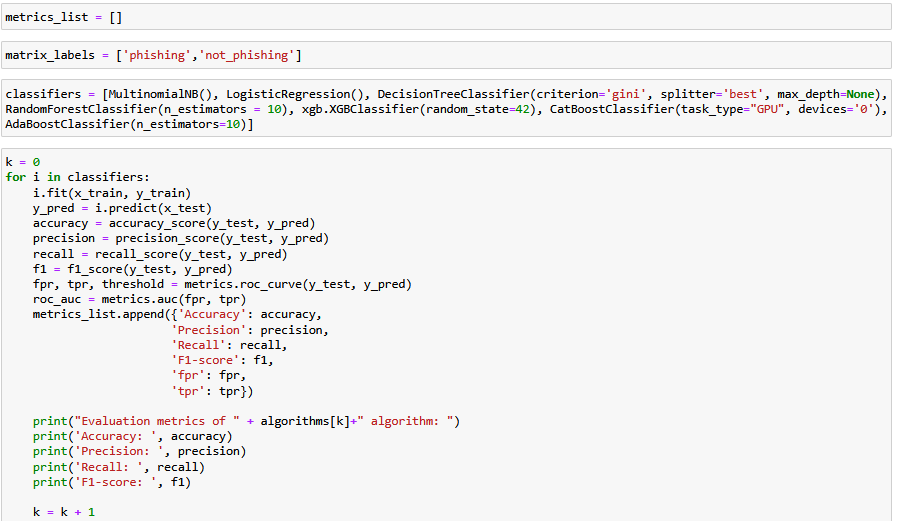 metrics_list = []
matrix_labels = ['phishing','not_phishing']
classifiers = [MultinomialNB(), LogisticRegression(), DecisionTreeClassifier(criterion='gini', splitter='best', max_depth=None),
RandomForestClassifier(n_estimators = 10), xgb.XGBClassifier(random_state=42), CatBoostClassifier(task_type="GPU", devices='0'),
AdaBoostClassifier(n_estimators=10)]
k = 0
for i in classifiers:
    i.fit(x_train, y_train)
    y_pred = i.predict(x_test)
    accuracy = accuracy_score(y_test, y_pred)
    precision = precision_score(y_test, y_pred)
    recall = recall_score(y_test, y_pred)
    f1 = f1_score(y_test, y_pred)
    fpr, tpr, threshold = metrics.roc_curve(y_test, y_pred)
    roc_auc = metrics.auc(fpr, tpr)
    metrics_list.append({'Accuracy': accuracy,
                        'Precision': precision,
                        'Recall': recall,
                        'F1-score': f1,
                        'fpr': fpr,
                        'tpr': tpr})
    print("Evaluation metrics of " + algorithms[k]+" algorithm: ")
    print('Accuracy: ', accuracy)
    print('Precision: ', precision)
    print('Recall: ', recall)
    print('F1-score: ', f1)
    k = k + 1